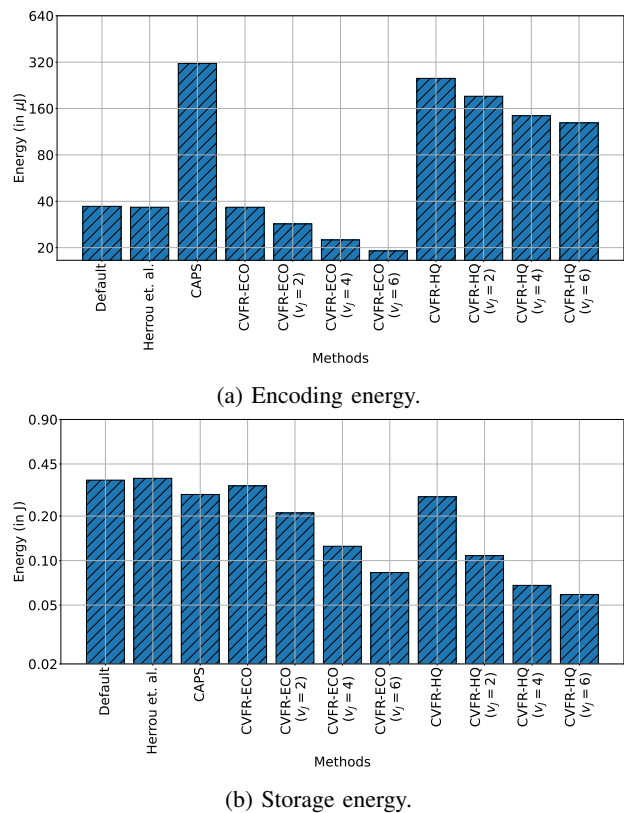 640
320
160
80
40
20
Energy (in μJ)
Default
Herrou et. al.
CAPS
CVFR-ECO
CVFR-ECO
(vJ = 2)
CVFR-ECO
(vJ = 4)
CVFR-ECO
(vJ = 6)
CVFR-HQ
CVFR-HQ
(vJ = 2)
CVFR-HQ
(vJ = 4)
CVFR-HQ
(vJ = 6)
Methods
(a) Encoding energy.
0.90
0.45
0.20
0.10
0.05
0.02
Energy (in J)
Default
Herrou et. al.
CAPS
CVFR-ECO
CVFR-ECO
(vJ = 2)
CVFR-ECO
(vJ = 4)
CVFR-ECO
(vJ = 6)
CVFR-HQ
CVFR-HQ
(vJ = 2)
CVFR-HQ
(vJ = 4)
CVFR-HQ
(vJ = 6)
Methods
(b) Storage energy.